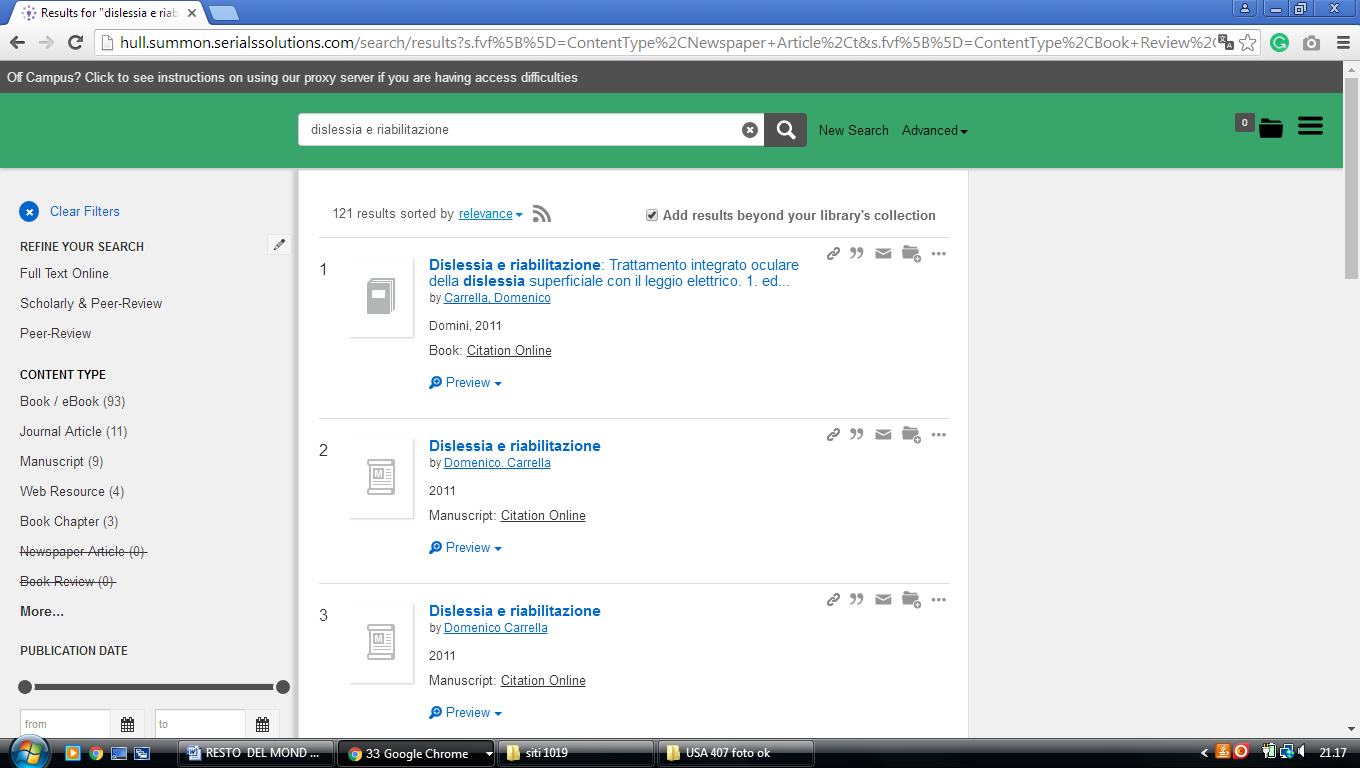 Results for "dislessia e riab
hull.summon.serialssolutions.com/search/results?s.fvf%5B%5D=ContentType%2CNewspaper+Article%2Ct&s.fvf%5B%5D=ContentType%2CBook+Review%2C
Off Campus? Click to see instructions on using our proxy server if you are having access difficulties
dislessia e riabilitazione
New Search
Advanced
0
Clear Filters
REFINE YOUR SEARCH
Full Text Online
Scholarly & Peer-Review
Peer-Review
CONTENT TYPE
Book / eBook (93)
Journal Article (11)
Manuscript (9)
Web Resource (4)
Book Chapter (3)
Newspaper Article (0)
Book Review (0)
More...
PUBLICATION DATE
from
to
121 results sorted by relevance
Add results beyond your library's collection
1
Dislessia e riabilitazione: Trattamento integrato oculare
della dislessia superficiale con il leggio elettrico. 1. ed...
by Carrella, Domenico
Domini, 2011
Book: Citation Online
Preview
2
Dislessia e riabilitazione
by Domenico. Carrella
2011
Manuscript: Citation Online
Preview
3
Dislessia e riabilitazione
by Domenico Carrella
2011
Manuscript: Citation Online
Preview
RESTO DEL MOND ...
33 Google Chrome
siti 1019
USA 407 foto ok
21.17